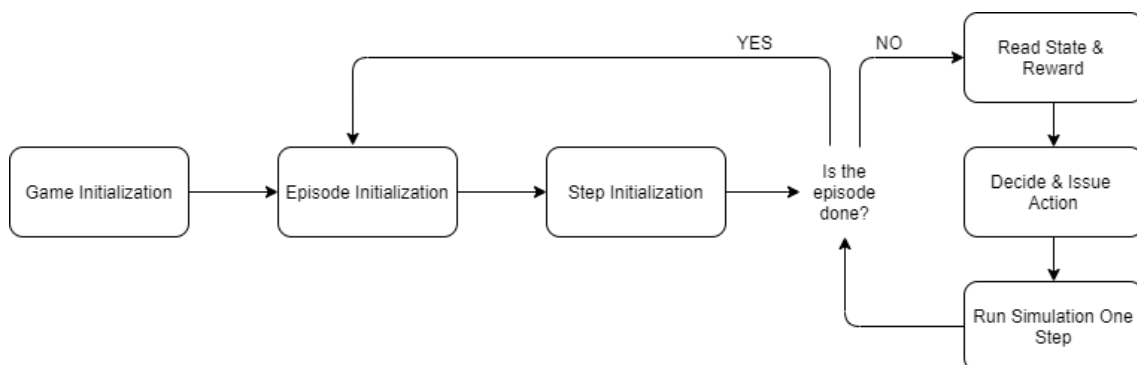 YES
NO
Read State &
Reward
Game Initialization
Episode Initialization
Step Initialization
Is the
episode
done?
Decide & Issue
Action
Run Simulation One
Step